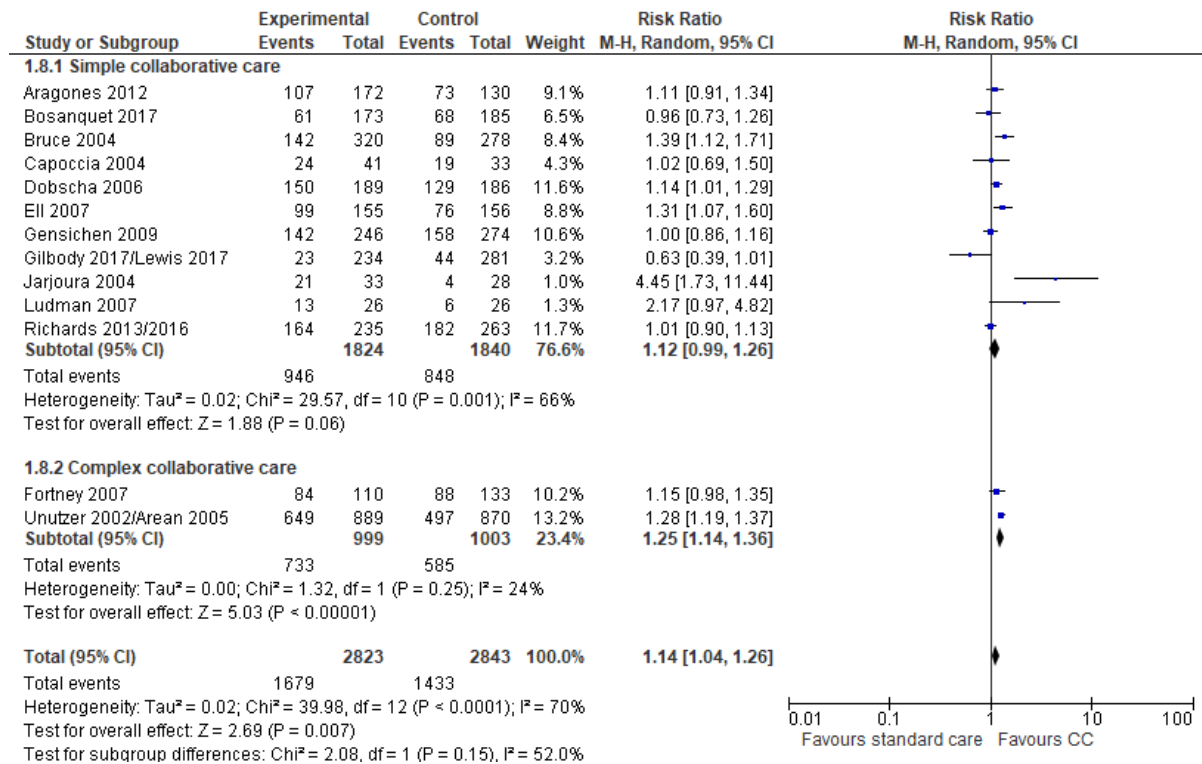 Experimental Control Risk Ratio Risk Ratio
Study or Subgroup Events Total Events Total Weight M-H, Random, 95% CI M-H, Random, 95% CI
1.8.1 Simple collaborative care
Aragones 2012 107 172 73 130 9.1% 1.11 [0.91, 1.34]
Bosanquet 2017 61 173 68 185 6.5% 0.96 [0.73, 1.26]
Bruce 2004 142 320 89 278 8.4% 1.39 [1.12, 1.71]
Capoccia 2004 24 41 19 33 4.3% 1.02 [0.69, 1.50]
Dobscha 2006 150 189 129 186 11.6% 1.14 [1.01, 1.29]
Ell 2007 99 155 76 156 8.8% 1.31 [1.07, 1.60]
Gensichen 2009 142 246 158 274 10.6% 1.00 [0.86, 1.16]
Gilbody 2017/Lewis 2017 23 234 44 281 3.2% 0.63 [0.39, 1.01]
Jarjoura 2004 21 33 4 28 1.0% 4.45 [1.73, 11.44]
Ludman 2007 13 26 6 26 1.3% 2.17 [0.97, 4.82]
Richards 2013/2016 164 235 182 263 11.7% 1.01 [0.90, 1.13]
Subtotal (95% CI) 1824 1840 76.6% 1.12 [0.99, 1.26]
Total events 946 848
Heterogeneity: Tau² = 0.02; Chi² = 29.57, df = 10 (P = 0.001); I² = 66%
Test for overall effect: Z = 1.88 (P = 0.06)
1.8.2 Complex collaborative care
Fortney 2007 84 110 88 133 10.2% 1.15 [0.98, 1.35]
Unutzer 2002/Arean 2005 649 889 497 870 13.2% 1.28 [1.19, 1.37]
Subtotal (95% CI) 999 1003 23.4% 1.25 [1.14, 1.36]
Total events 733 585
Heterogeneity: Tau² = 0.00; Chi² = 1.32, df = 1 (P = 0.25); I² = 24%
Test for overall effect: Z = 5.03 (P < 0.00001)
Total (95% CI) 2823 2843 100.0% 1.14 [1.04, 1.26]
Total events 1679 1433
Heterogeneity: Tau² = 0.02; Chi² = 39.98, df = 12 (P < 0.0001); I² = 70%
Test for overall effect: Z = 2.69 (P = 0.007)
Test for subgroup differences: Chi² = 2.08, df = 1 (P = 0.15), I² = 52.0%
0.01 0.1 1 10 100
Favours standard care Favours CC